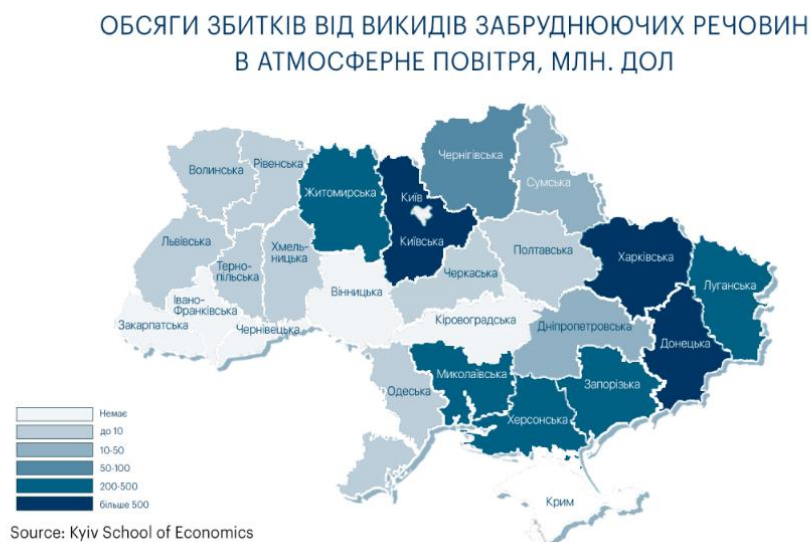 ОБСЯГИ ЗБИТКІВ ВІД ВИКИДІВ ЗАБРУДНЮЮЧИХ РЕЧОВИН
В АТМОСФЕРНЕ ПОВІТРЯ, МЛН. ДОЛ
Волинська
Рівенська
Житомирська
Київ
Київська
Чернігівська
Сумська
Львівська
Терно-
пільська
Хмель-
ницька
Вінницька
Черкаська
Полтавська
Харківська
Луганська
Івано-
Франківська
Закарпатська
Чернівецька
Кіровоградська
Дніпропетровська
Донецька
Одеська
Миколаївська
Херсонська
Запорізька
Крим
Немає
до 10
10-50
50-100
200-500
більше 500
Source: Kyiv School of Economics